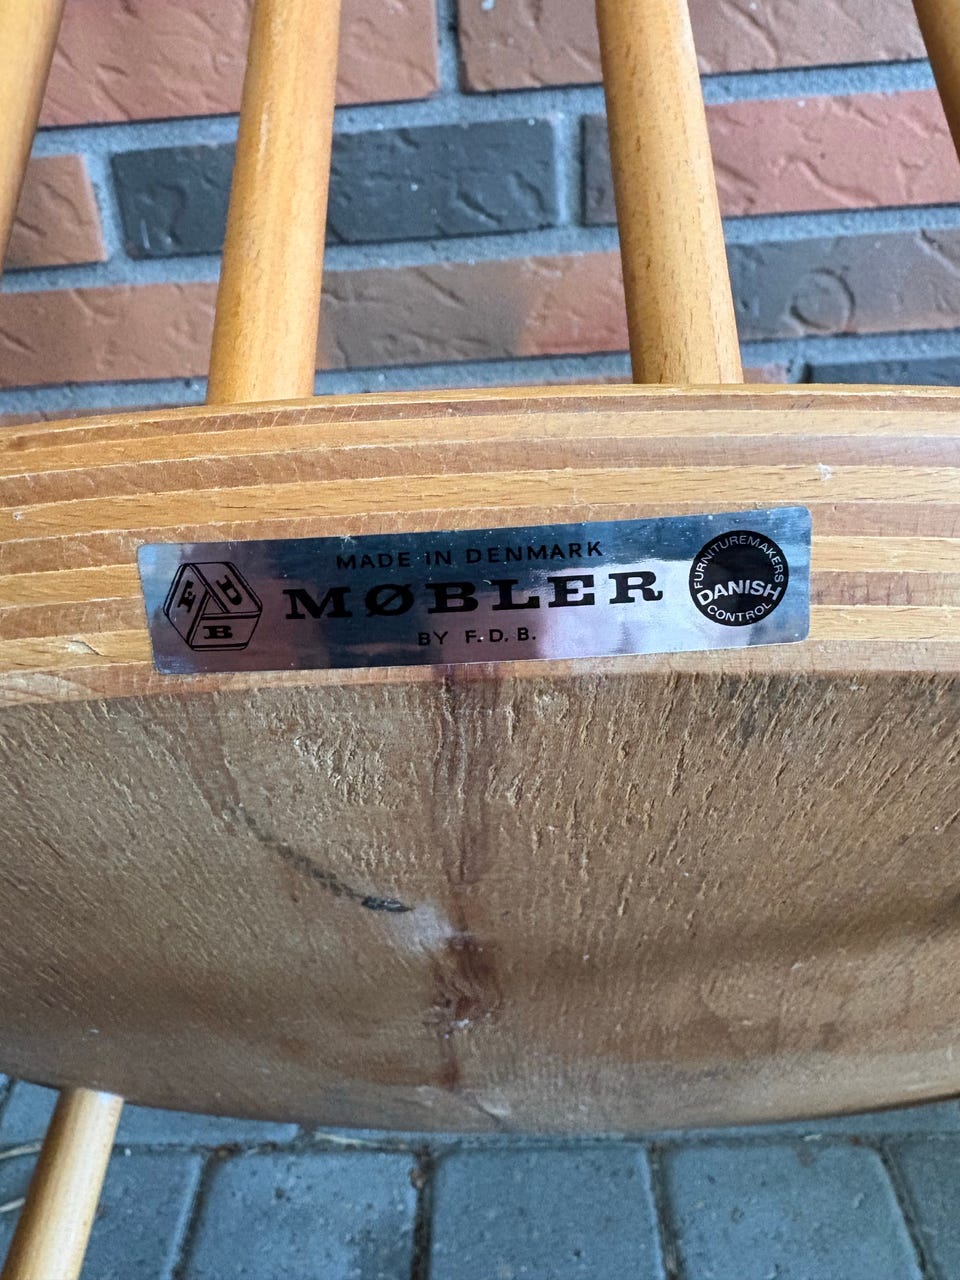 F
D
B
MADE IN DENMARK
MØBLER
BY F.D.B.
FURNITUREMAKERS
DANISH
CONTROL